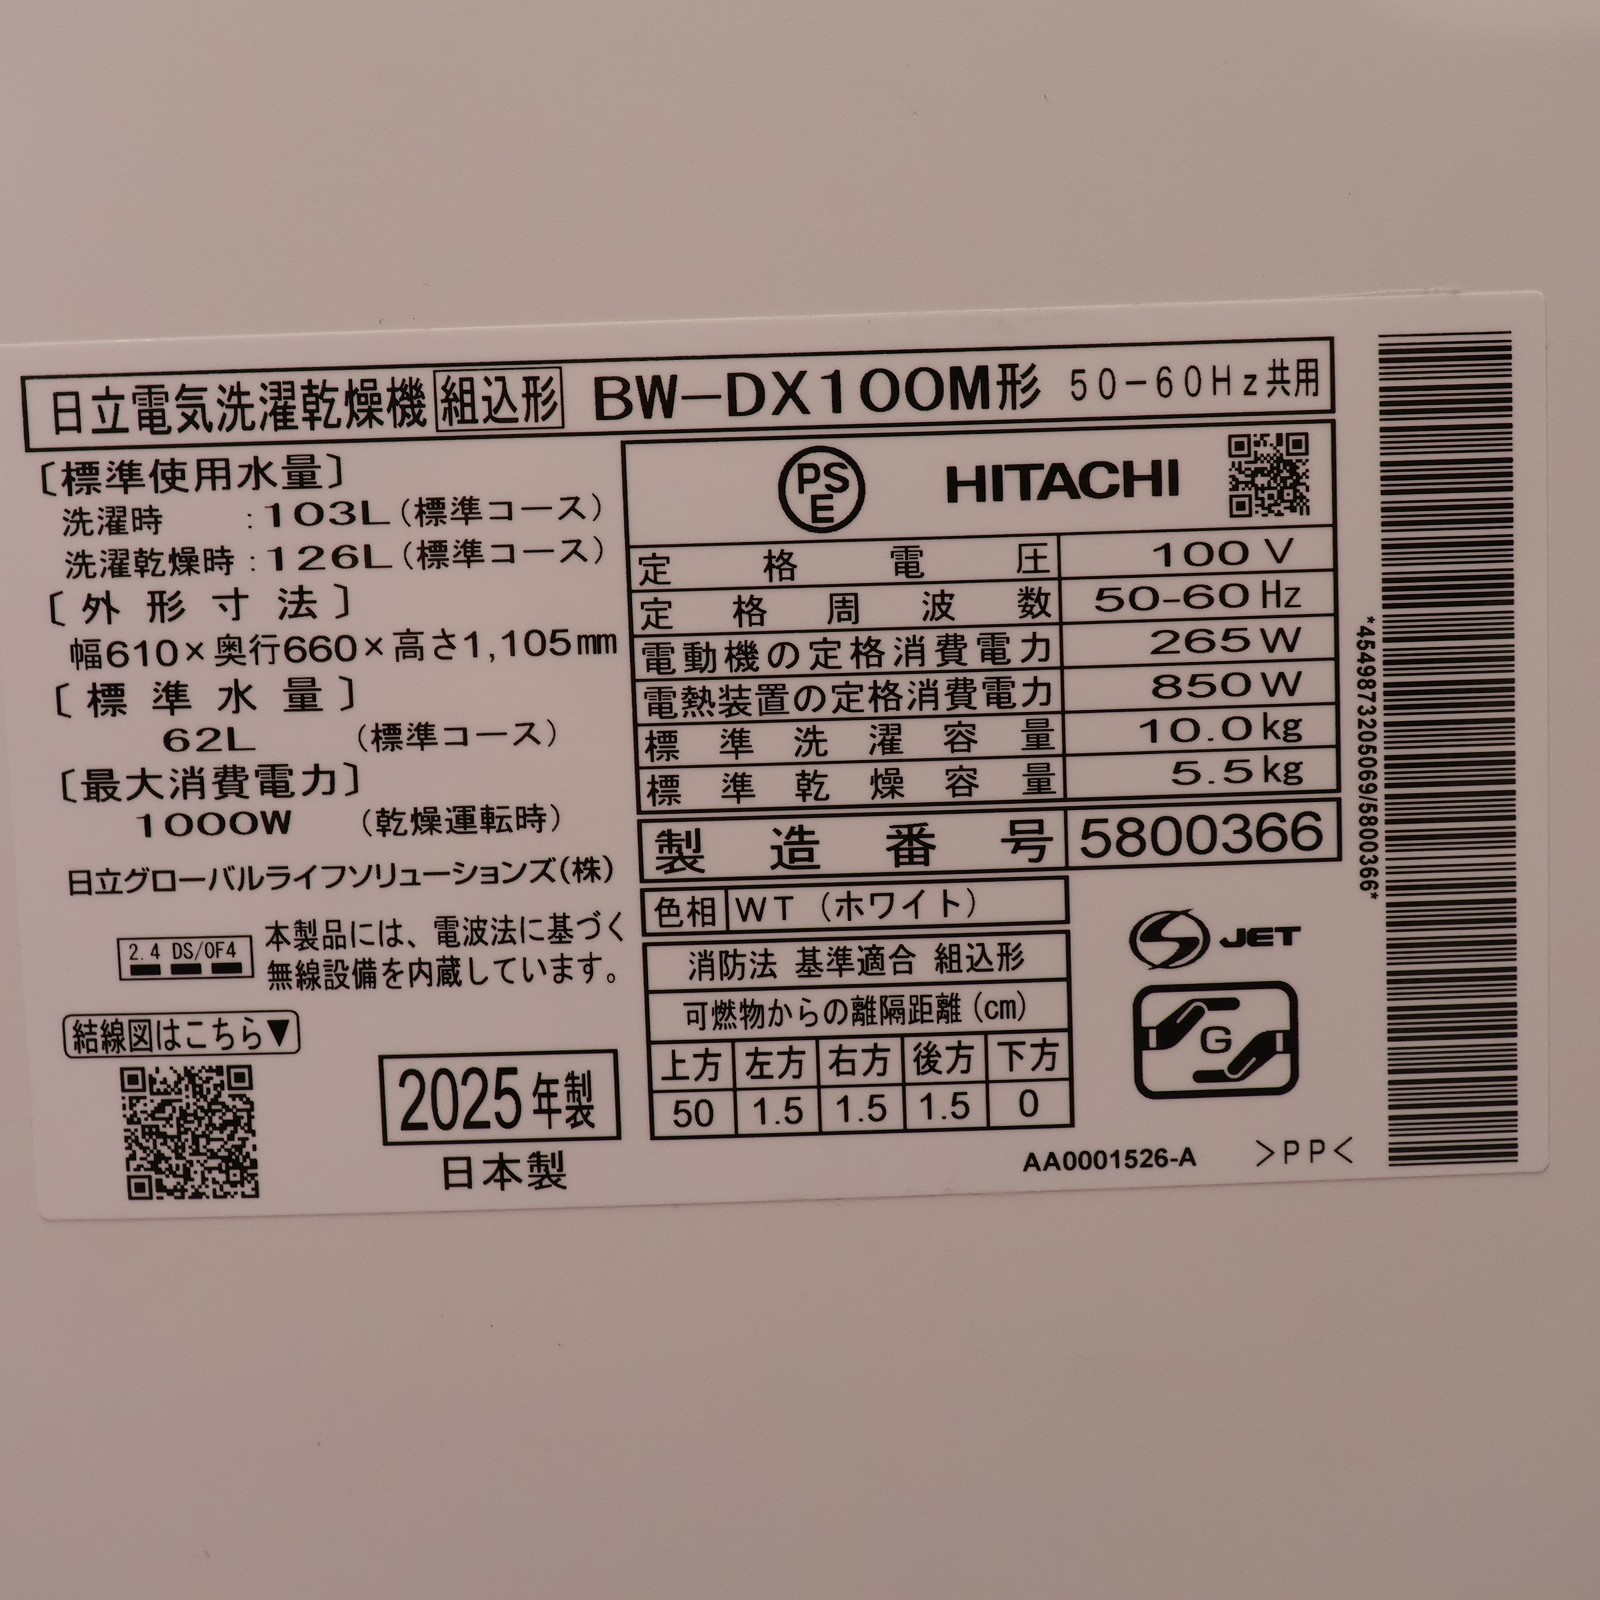 日立電気洗濯乾燥機 組込形 BW-DX100M形 50-60Hz共用
〔標準使用水量〕
洗濯時 :103L(標準コース)
洗濯乾燥時:126L(標準コース)
〔外形寸法〕
幅610×奥行660×高さ1,105mm
〔標準水量〕
62L (標準コース)
〔最大消費電力〕
1000W (乾燥運転時)
日立グローバルライフソリューションズ(株)
2.4 DS/OF4
本製品には、電波法に基づく
無線設備を内蔵しています。
結線図はこちら▼
2025年製
日本製
PSE HITACHI
定格電圧 100V
定格周波数 50-60Hz
電動機の定格消費電力 265W
電熱装置の定格消費電力 850W
標準洗濯容量 10.0kg
標準乾燥容量 5.5kg
製造番号 5800366
色相 WT(ホワイト)
消防法 基準適合 組込形
可燃物からの離隔距離(cm)
上方 左方 右方 後方 下方
50 1.5 1.5 1.5 0
S JET
G
AA0001526-A >PP<
*4549873205069/5800366*